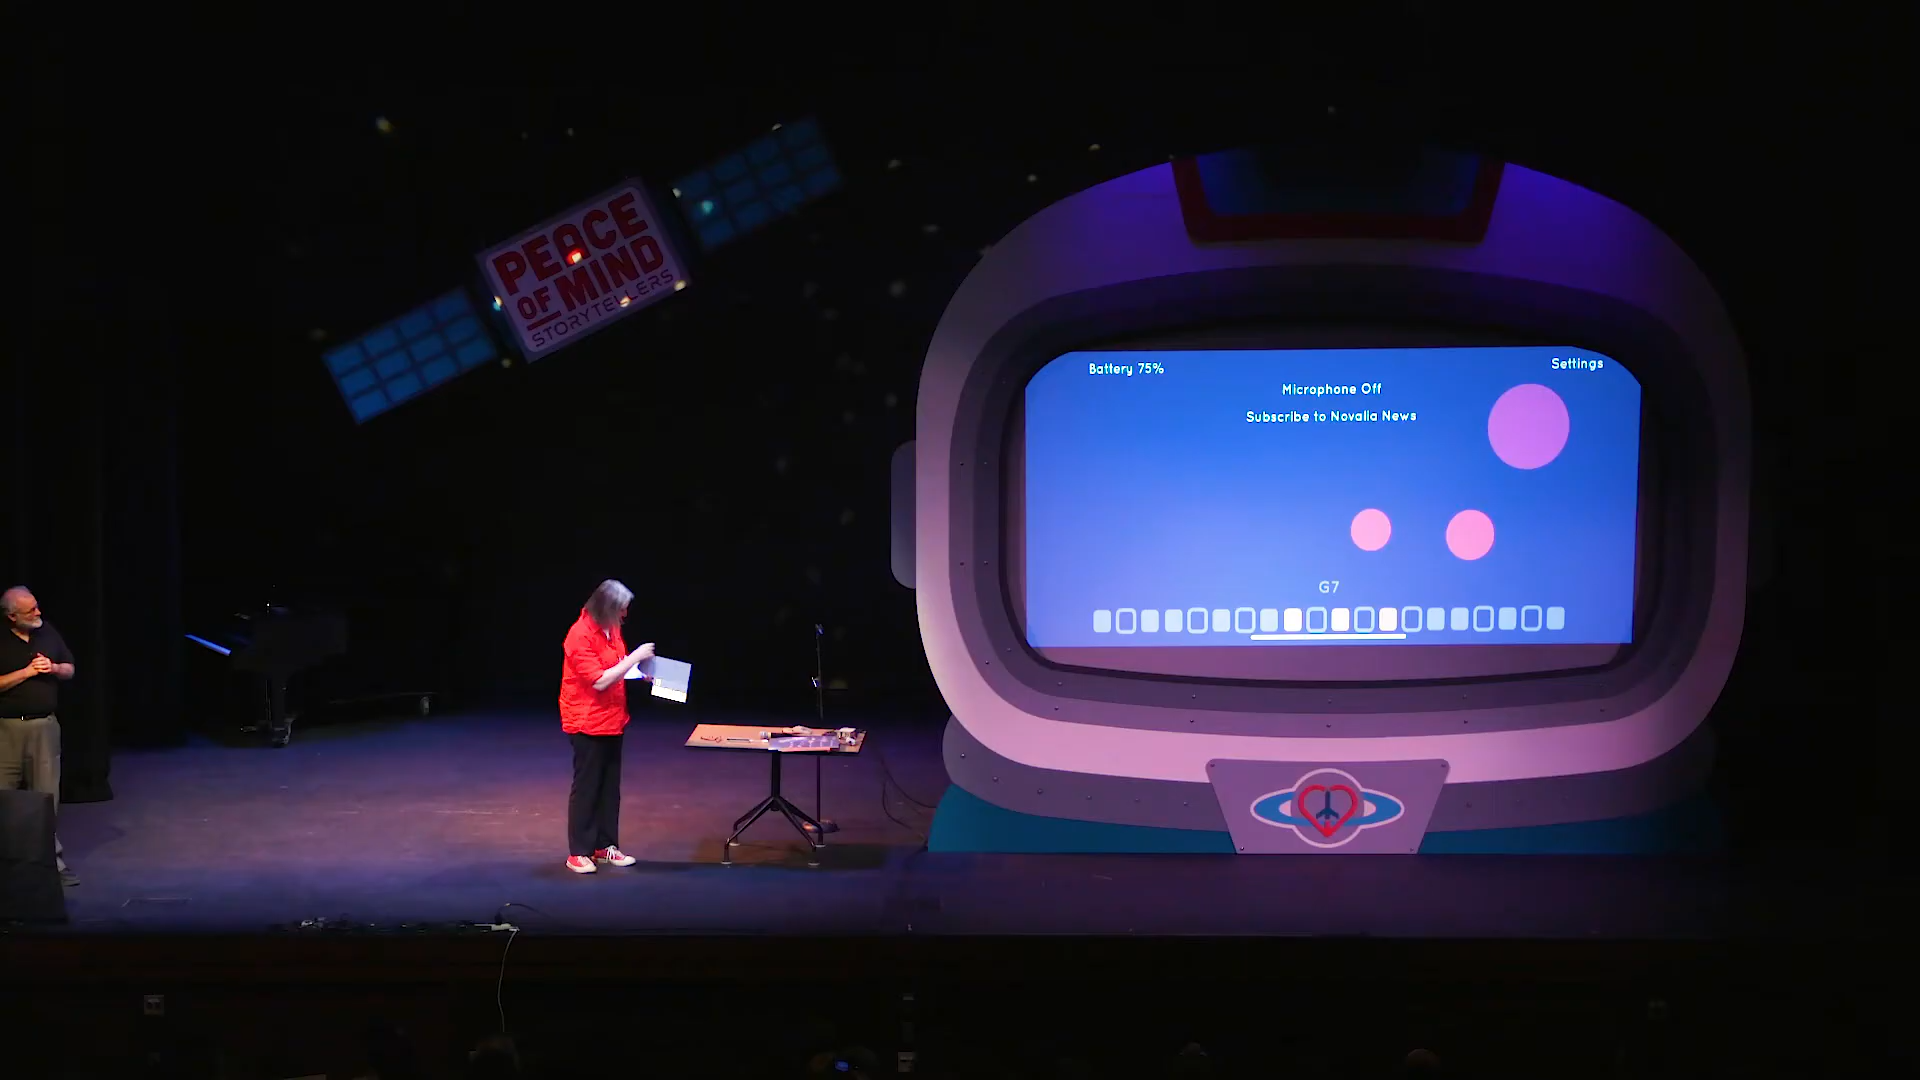 PEACE
OF MIND
STORYTELLERS
Battery 75%
Settings
Microphone Off
Subscribe to Novalia News
G7